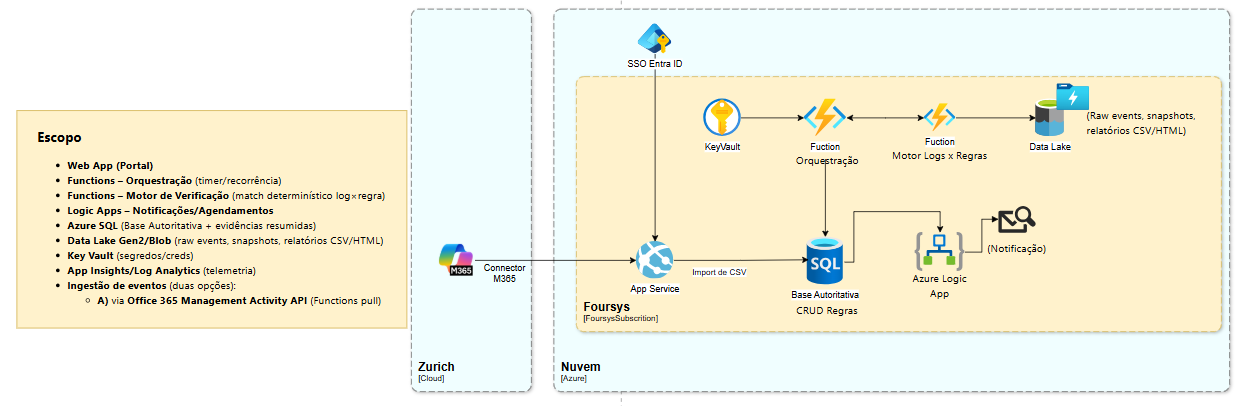 Escopo
Web App (Portal)
Functions – Orquestração (timer/recorrência)
Functions – Motor de Verificação (match determinístico log×regra)
Logic Apps – Notificações/Agendamentos
Azure SQL (Base Autoritativa + evidências resumidas)
Data Lake Gen2/Blob (raw events, snapshots, relatórios CSV/HTML)
Key Vault (segredos/creds)
App Insights/Log Analytics (telemetria)
Ingestão de eventos (duas opções):
A) via Office 365 Management Activity API (Functions pull)
M365
Connector
M365
Zurich
[Cloud]
SSO Entra ID
KeyVault
Fuction
Orquestração
Fuction
Motor Logs x Regras
Data Lake
(Raw events, snapshots,
relatórios CSV/HTML)
App Service
Import de CSV
SQL
Base Autoritativa
CRUD Regras
Azure Logic
App
(Notificação)
Foursys
[FoursysSubscrition]
Nuvem
[Azure]